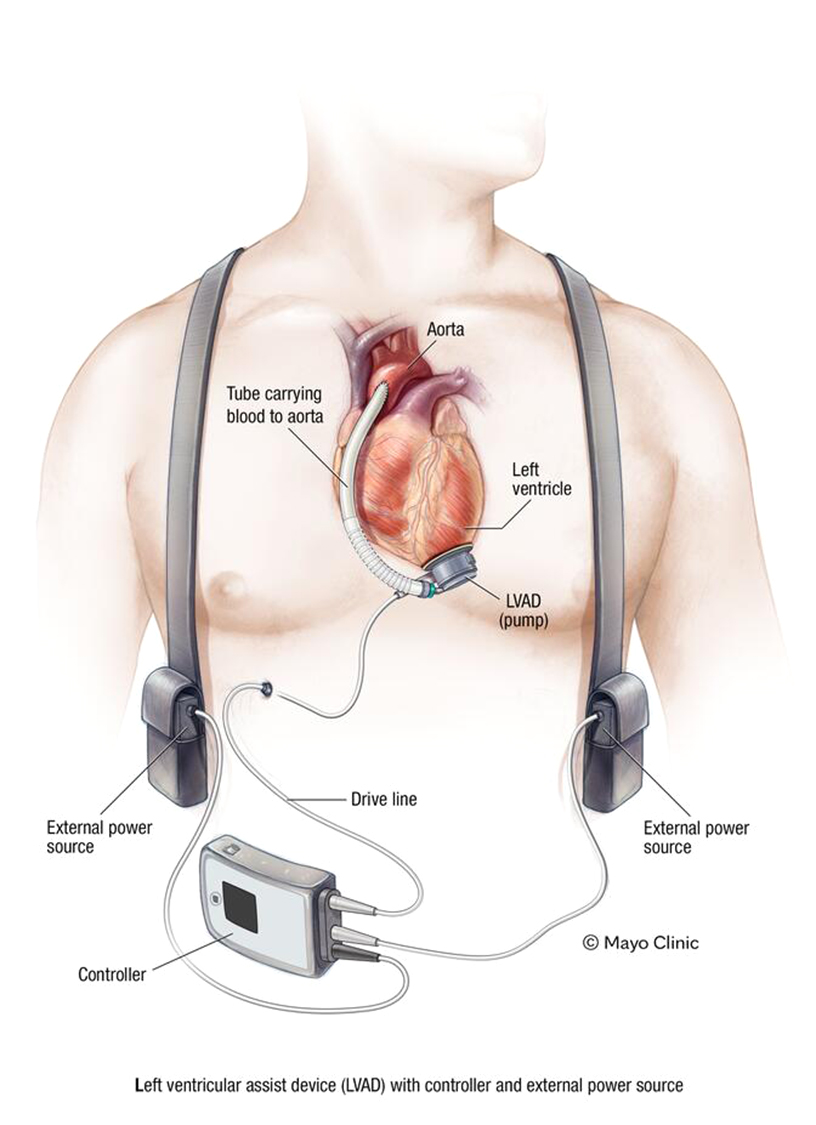 Aorta
Tube carrying
blood to aorta
Left
ventricle
LVAD
(pump)
External power
source
Drive line
External power
source
Controller
© Mayo Clinic
Left ventricular assist device (LVAD) with controller and external power source